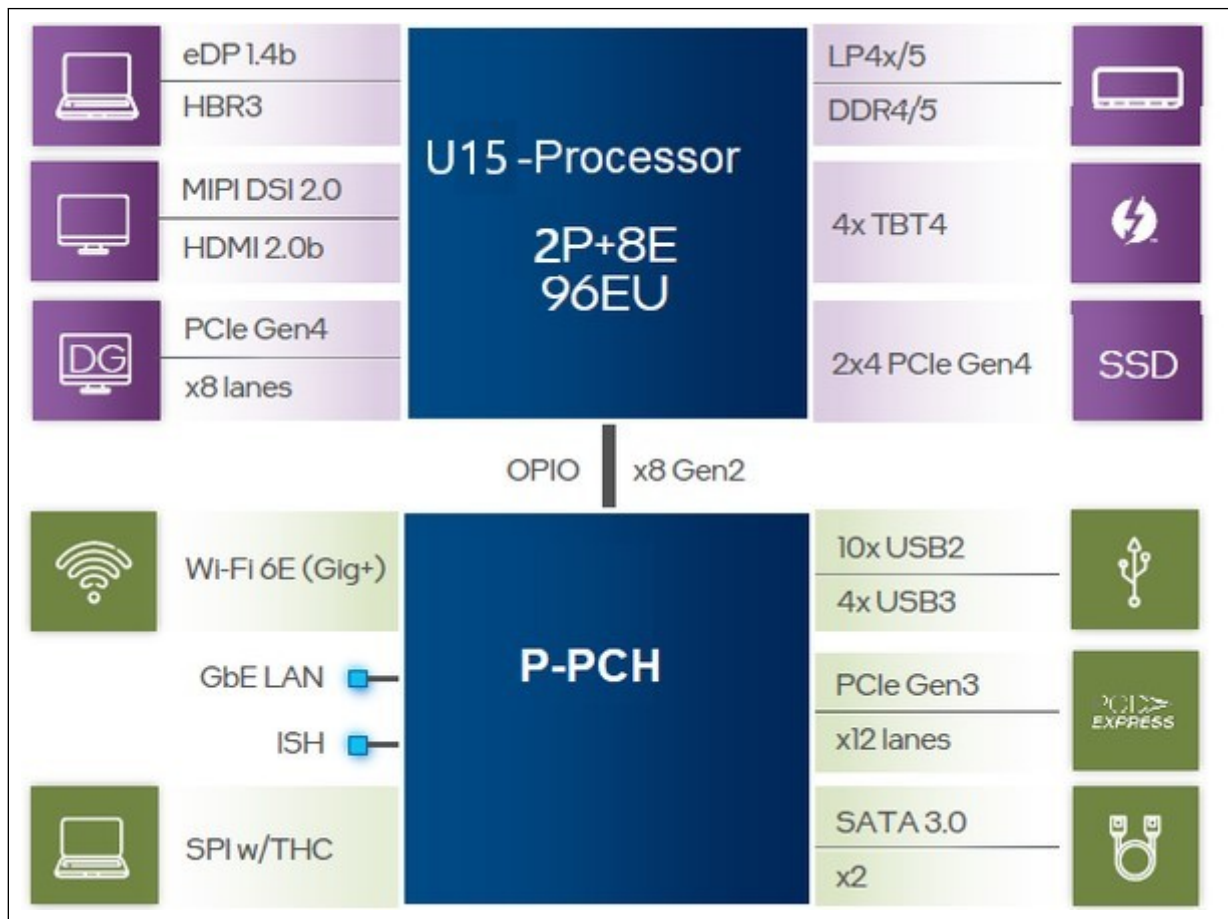 eDP 1.4b
HBR3
MIPI DSI 2.0
HDMI 2.0b
DG
PCIe Gen4
x8 lanes
U15 -Processor
2P+8E
96EU
LP4x/5
DDR4/5
4x TBT4
2x4 PCIe Gen4
SSD
OPIO
x8 Gen2
Wi-Fi 6E (Gig+)
GbE LAN
ISH
SPI w/THC
P-PCH
10x USB2
4x USB3
PCIe Gen3
x12 lanes
EXPRESS
SATA 3.0
x2